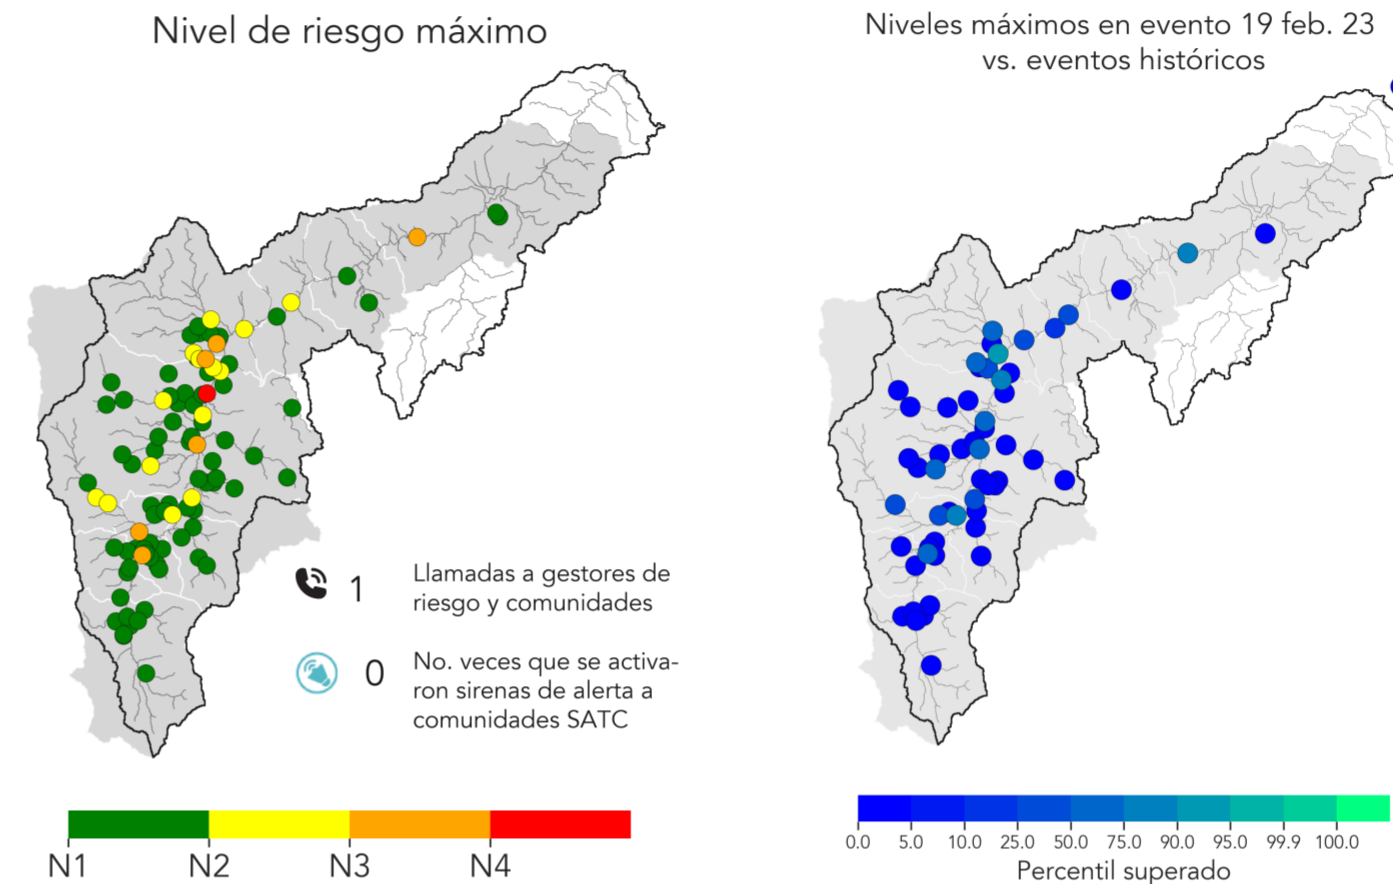 Nivel de riesgo máximo
1
Llamadas a gestores de
riesgo y comunidades
0
No. veces que se activa-
ron sirenas de alerta a
comunidades SATC
N1 N2 N3 N4
Niveles máximos en evento 19 feb. 23
vs. eventos históricos
0.0 5.0 10.0 25.0 50.0 75.0 90.0 95.0 99.9 100.0
Percentil superado